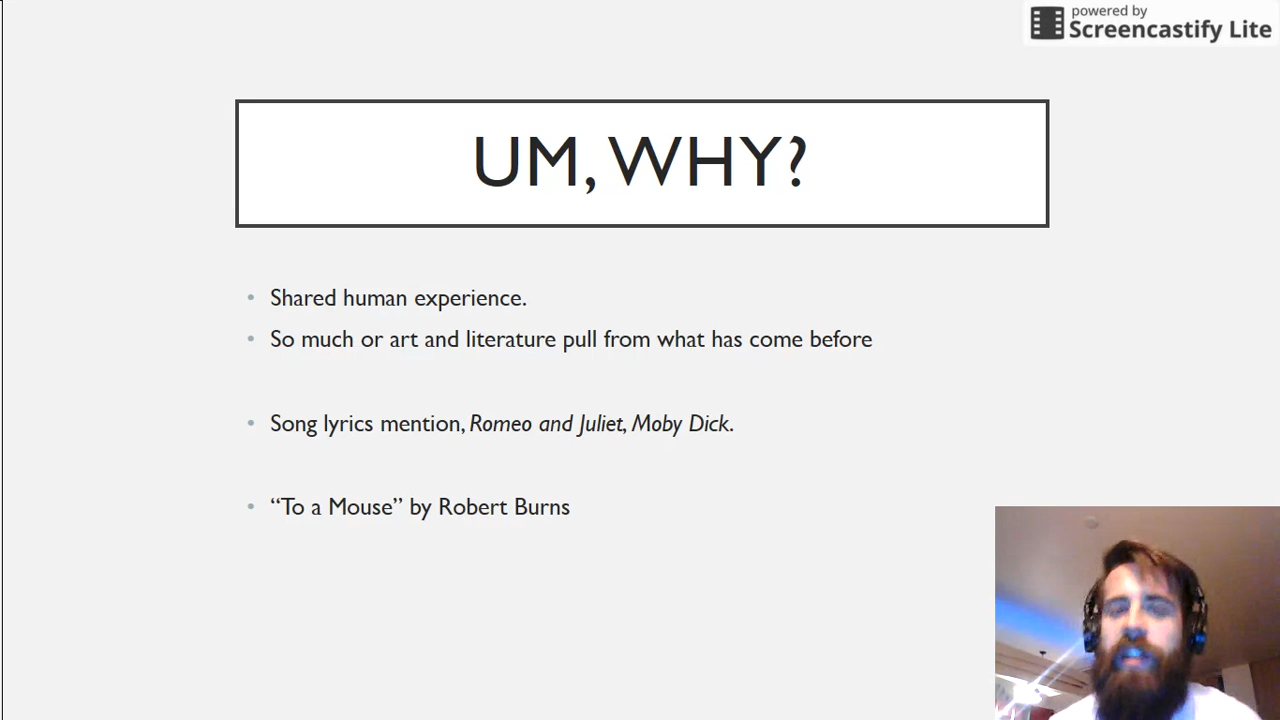 powered by
Screencastify Lite
UM, WHY?
• Shared human experience.
• So much or art and literature pull from what has come before
• Song lyrics mention, Romeo and Juliet, Moby Dick.
• “To a Mouse” by Robert Burns